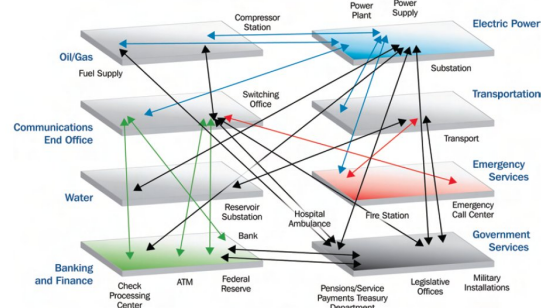 Power
Plant
Power
Supply
Compressor
Station
Electric Power
Oil/Gas
Fuel Supply
Substation
Switching
Office
Transportation
Communications
End Office
Transport
Emergency
Services
Water
Reservoir
Substation
Hospital
Ambulance
Fire Station
Emergency
Call Center
Bank
Government
Services
Banking
and Finance
Check
Processing
Center
ATM
Federal
Reserve
Pensions/Service
Payments Treasury
Department
Legislative
Offices
Military
Installations